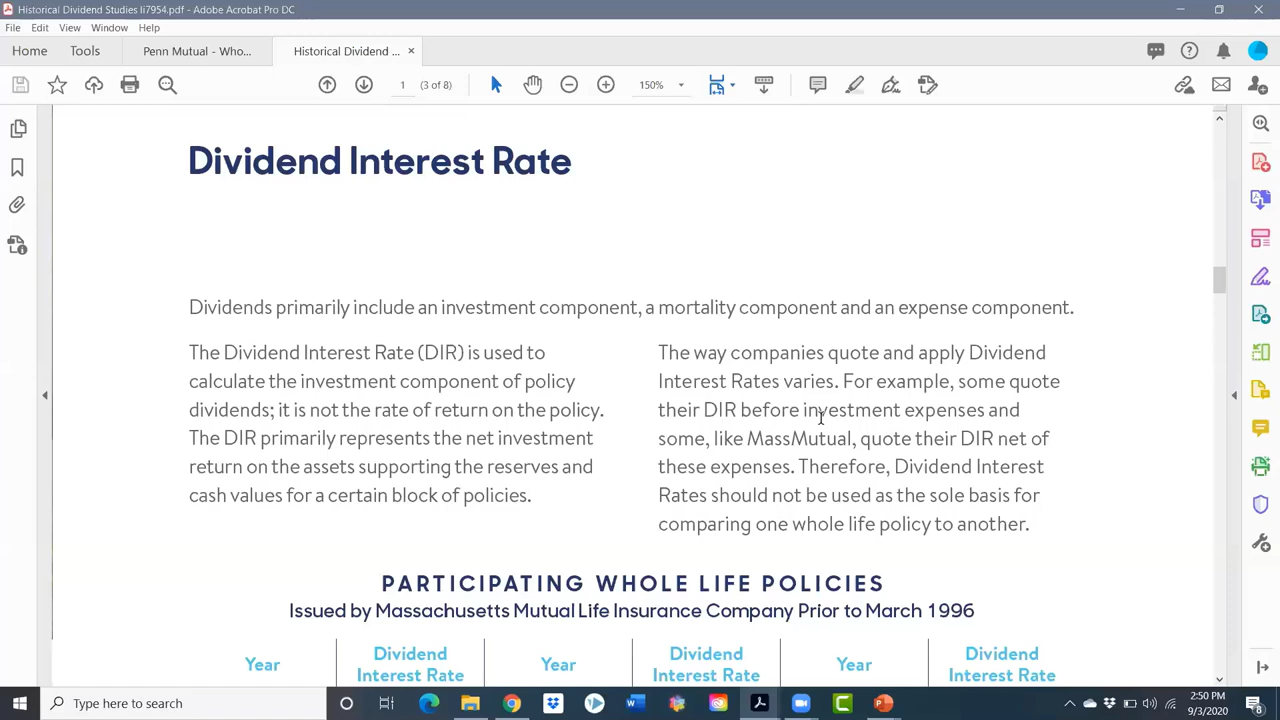 Historical Dividend Studies li7954.pdf - Adobe Acrobat Pro DC
File Edit View Window Help
Home Tools Penn Mutual - Who... Historical Dividend ... ×
1 (3 of 8) 150%
Dividend Interest Rate
Dividends primarily include an investment component, a mortality component and an expense component.
The Dividend Interest Rate (DIR) is used to
calculate the investment component of policy
dividends; it is not the rate of return on the policy.
The DIR primarily represents the net investment
return on the assets supporting the reserves and
cash values for a certain block of policies.
The way companies quote and apply Dividend
Interest Rates varies. For example, some quote
their DIR before investment expenses and
some, like MassMutual, quote their DIR net of
these expenses. Therefore, Dividend Interest
Rates should not be used as the sole basis for
comparing one whole life policy to another.
PARTICIPATING WHOLE LIFE POLICIES
Issued by Massachusetts Mutual Life Insurance Company Prior to March 1996
Year Dividend Interest Rate Year Dividend Interest Rate Year Dividend Interest Rate
Type here to search
2:50 PM
9/3/2020
8